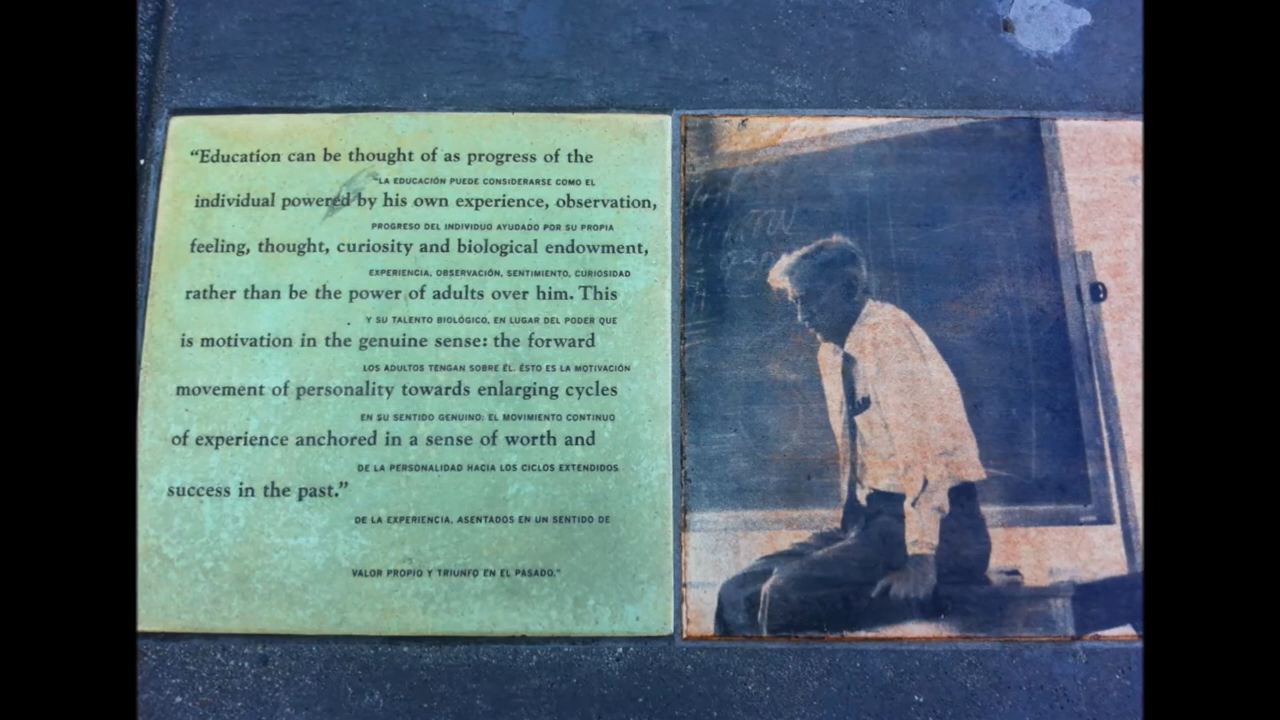 “Education can be thought of as progress of the
“LA EDUCACIÓN PUEDE CONSIDERARSE COMO EL
individual powered by his own experience, observation,
PROGRESO DEL INDIVIDUO AYUDADO POR SU PROPIA
feeling, thought, curiosity and biological endowment,
EXPERIENCIA, OBSERVACIÓN, SENTIMIENTO, CURIOSIDAD
rather than be the power of adults over him. This
Y SU TALENTO BIOLÓGICO, EN LUGAR DEL PODER QUE
is motivation in the genuine sense: the forward
LOS ADULTOS TENGAN SOBRE ÉL. ÉSTO ES LA MOTIVACIÓN
movement of personality towards enlarging cycles
EN SU SENTIDO GENUINO: EL MOVIMIENTO CONTINUO
of experience anchored in a sense of worth and
DE LA PERSONALIDAD HACIA LOS CICLOS EXTENDIDOS
success in the past.”
DE LA EXPERIENCIA, ASENTADOS EN UN SENTIDO DE
VALOR PROPIO Y TRIUNFO EN EL PASADO.”